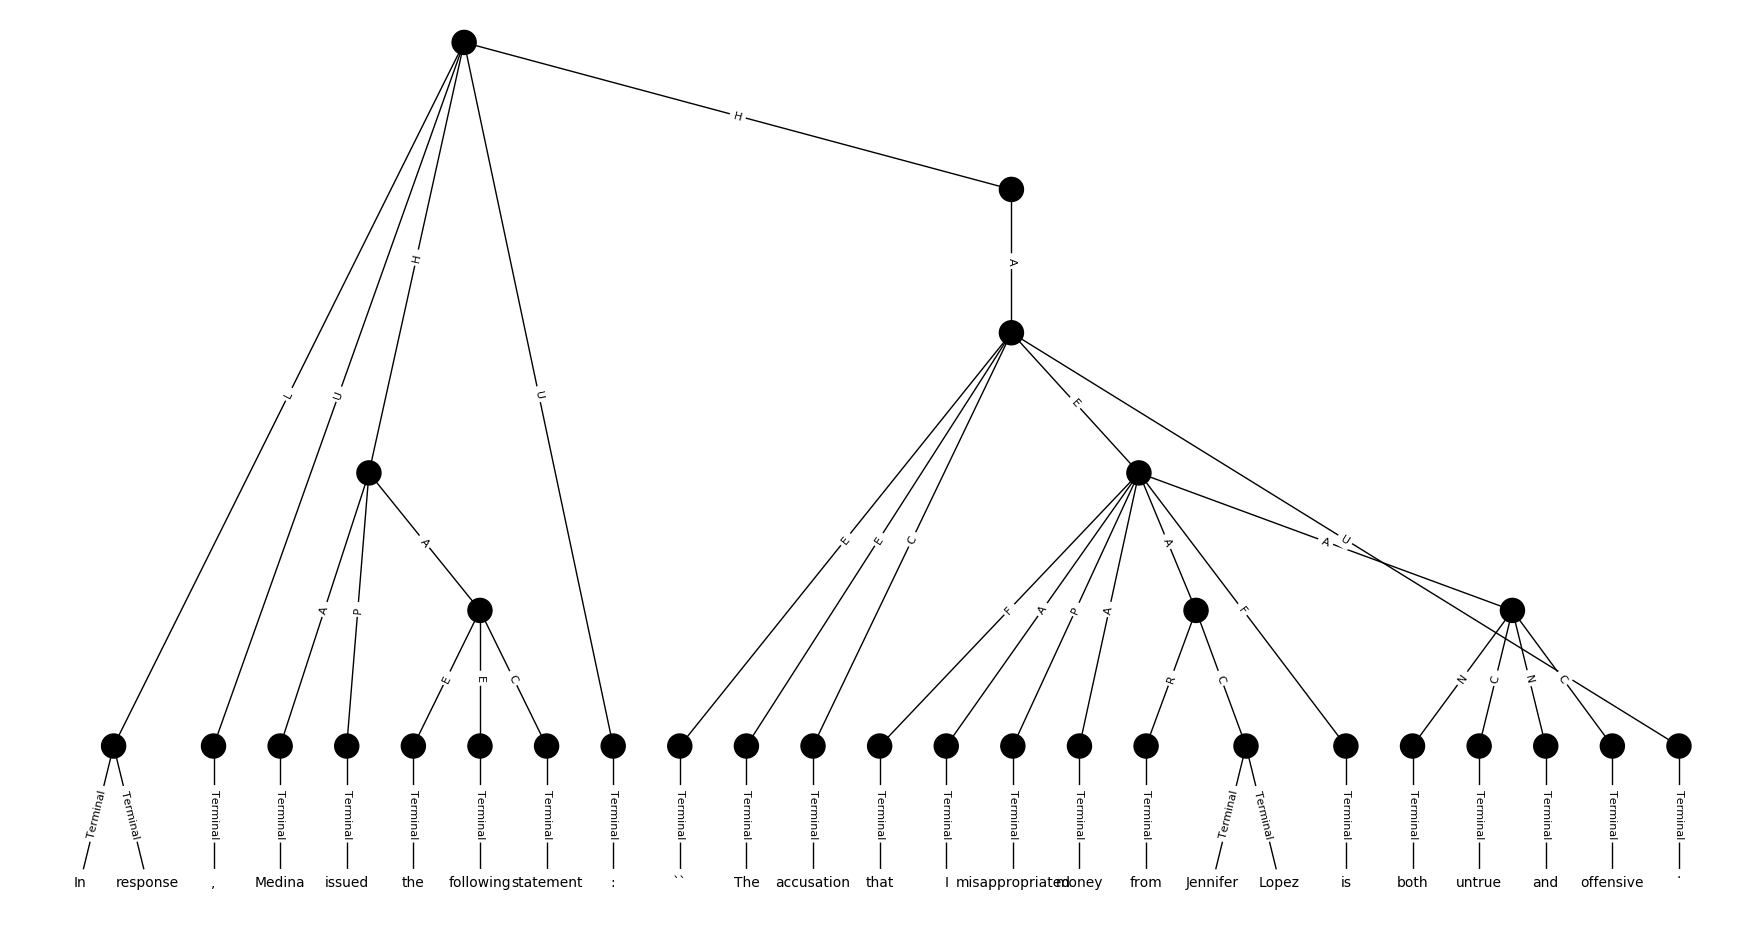 H
A
H
E
L
U
U
E
E
C
A
U
A
A
P
F
A
P
A
F
E
E
C
R
C
N
C
N
C
Terminal Terminal Terminal Terminal Terminal Terminal Terminal Terminal Terminal Terminal Terminal Terminal Terminal Terminal Terminal Terminal Terminal Terminal Terminal Terminal Terminal Terminal Terminal Terminal Terminal
In response , Medina issued the following statement : `` The accusation that I misappropriated money from Jennifer Lopez is both untrue and offensive .